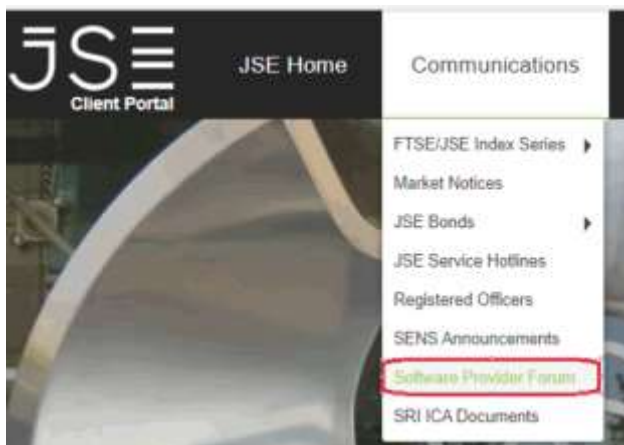 JSE
Client Portal
JSE Home
Communications
FTSE/JSE Index Series
Market Notices
JSE Bonds
JSE Service Hotlines
Registered Officers
SENS Announcements
Software Provider Forum
SRI ICA Documents